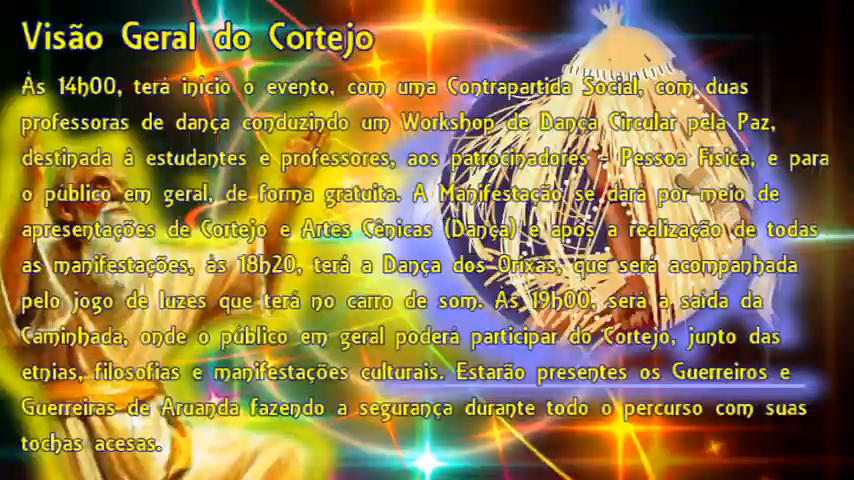 Visão Geral do Cortejo
Às 14h00, terá início o evento, com uma Contrapartida Social, com duas
professoras de dança conduzindo um Workshop de Dança Circular pela Paz,
destinada à estudantes e professores, aos patrocinadores - Pessoa Física, e para
o público em geral, de forma gratuita. A Manifestação se dará por meio de
apresentações de Cortejo e Artes Cênicas (Dança) e após a realização de todas
as manifestações, às 18h20, terá a Dança dos Orixas, que será acompanhada
pelo jogo de luzes que terá no carro de som. Às 19h00, será a saída da
Caminhada, onde o público em geral poderá participar do Cortejo, junto das
etnias, filosofias e manifestações culturais. Estarão presentes os Guerreiros e
Guerreiras de Aruanda fazendo a segurança durante todo o percurso com suas
tochas acesas.